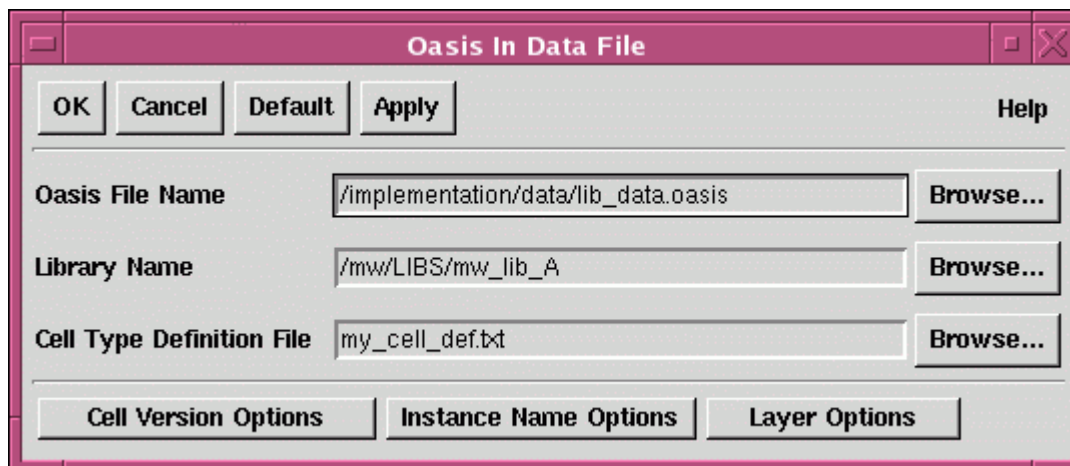 Oasis In Data File
OK Cancel Default Apply Help
Oasis File Name /implementation/data/lib_data.oasis Browse...
Library Name /mw/LIBS/mw_lib_A Browse...
Cell Type Definition File my_cell_def.txt Browse...
Cell Version Options Instance Name Options Layer Options